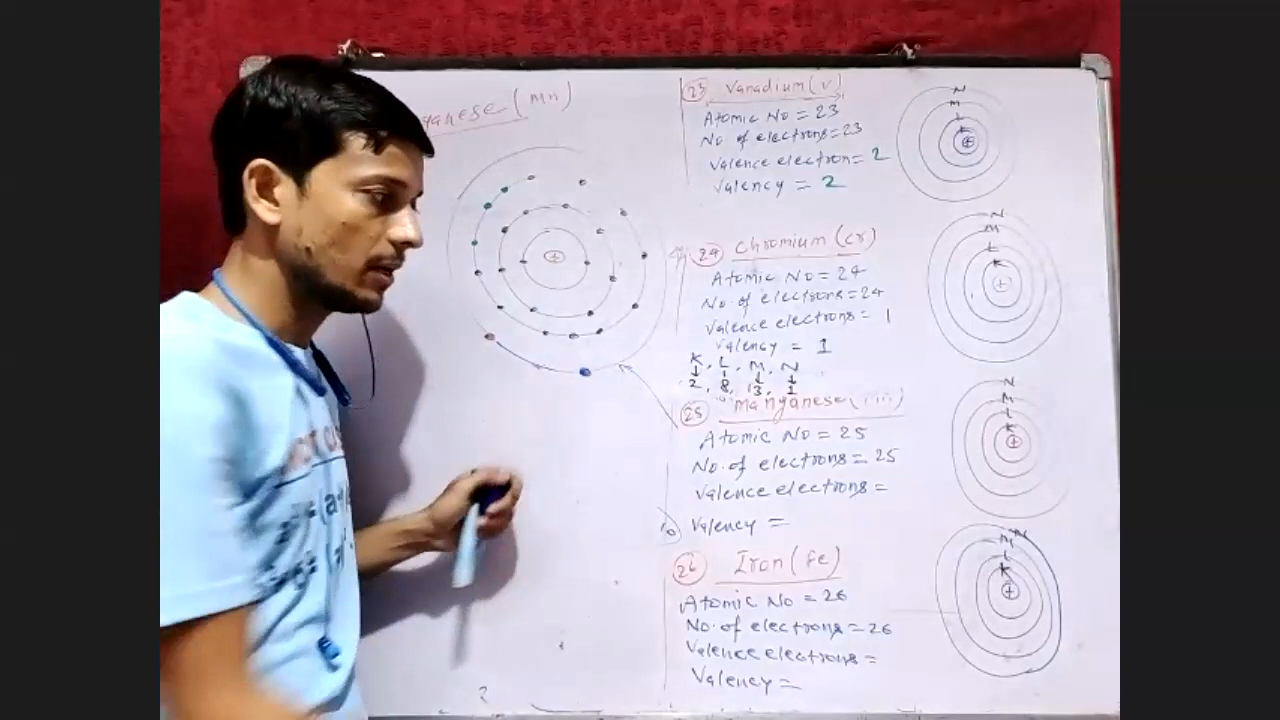 (Mn)
23 Vanadium (V)
Atomic No = 23
No of electrons = 23
Valence electron = 2
Valency = 2
N
M
L
K
+
24 Chromium (Cr)
Atomic No = 24
No. of electrons = 24
Valence electrons = 1
Valency = 1
K, L, M, N
2, 8, 13, 1
N
M
L
K
+
25 Manganese
Atomic No = 25
No. of electrons = 25
Valence electrons =
Valency =
N
M
L
K
+
26 Iron (Fe)
Atomic No = 26
No. of electrons = 26
Valence electrons =
Valency =
N
M
L
K
+
+